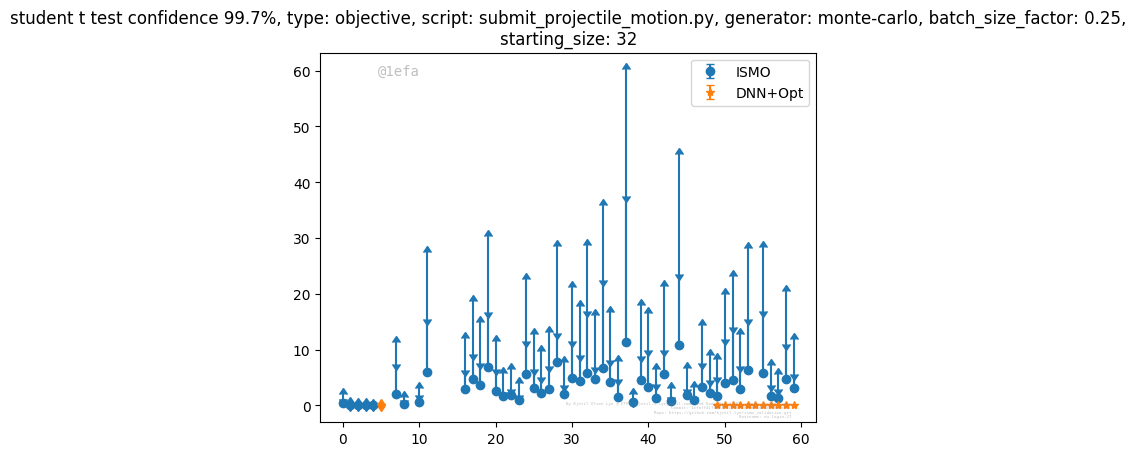 student t test confidence 99.7%, type: objective, script: submit_projectile_motion.py, generator: monte-carlo, batch_size_factor: 0.25,
starting_size: 32
@1efa
ISMO
DNN+Opt
60
50
40
30
20
10
0
0 10 20 30 40 50 60